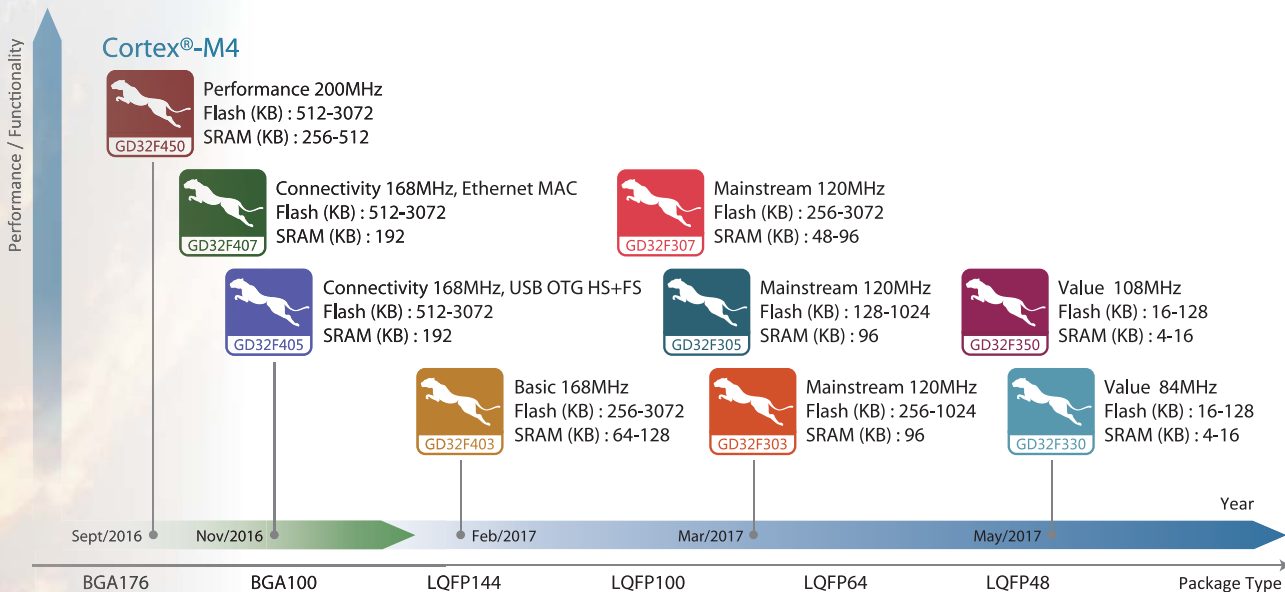 Performance / Functionality
Cortex®-M4
GD32F450
Performance 200MHz
Flash (KB) : 512-3072
SRAM (KB) : 256-512
GD32F407
Connectivity 168MHz, Ethernet MAC
Flash (KB) : 512-3072
SRAM (KB) : 192
GD32F307
Mainstream 120MHz
Flash (KB) : 256-3072
SRAM (KB) : 48-96
GD32F405
Connectivity 168MHz, USB OTG HS+FS
Flash (KB) : 512-3072
SRAM (KB) : 192
GD32F305
Mainstream 120MHz
Flash (KB) : 128-1024
SRAM (KB) : 96
GD32F350
Value 108MHz
Flash (KB) : 16-128
SRAM (KB) : 4-16
GD32F403
Basic 168MHz
Flash (KB) : 256-3072
SRAM (KB) : 64-128
GD32F303
Mainstream 120MHz
Flash (KB) : 256-1024
SRAM (KB) : 96
GD32F330
Value 84MHz
Flash (KB) : 16-128
SRAM (KB) : 4-16
Year
Sept/2016
Nov/2016
Feb/2017
Mar/2017
May/2017
BGA176
BGA100
LQFP144
LQFP100
LQFP64
LQFP48
Package Type